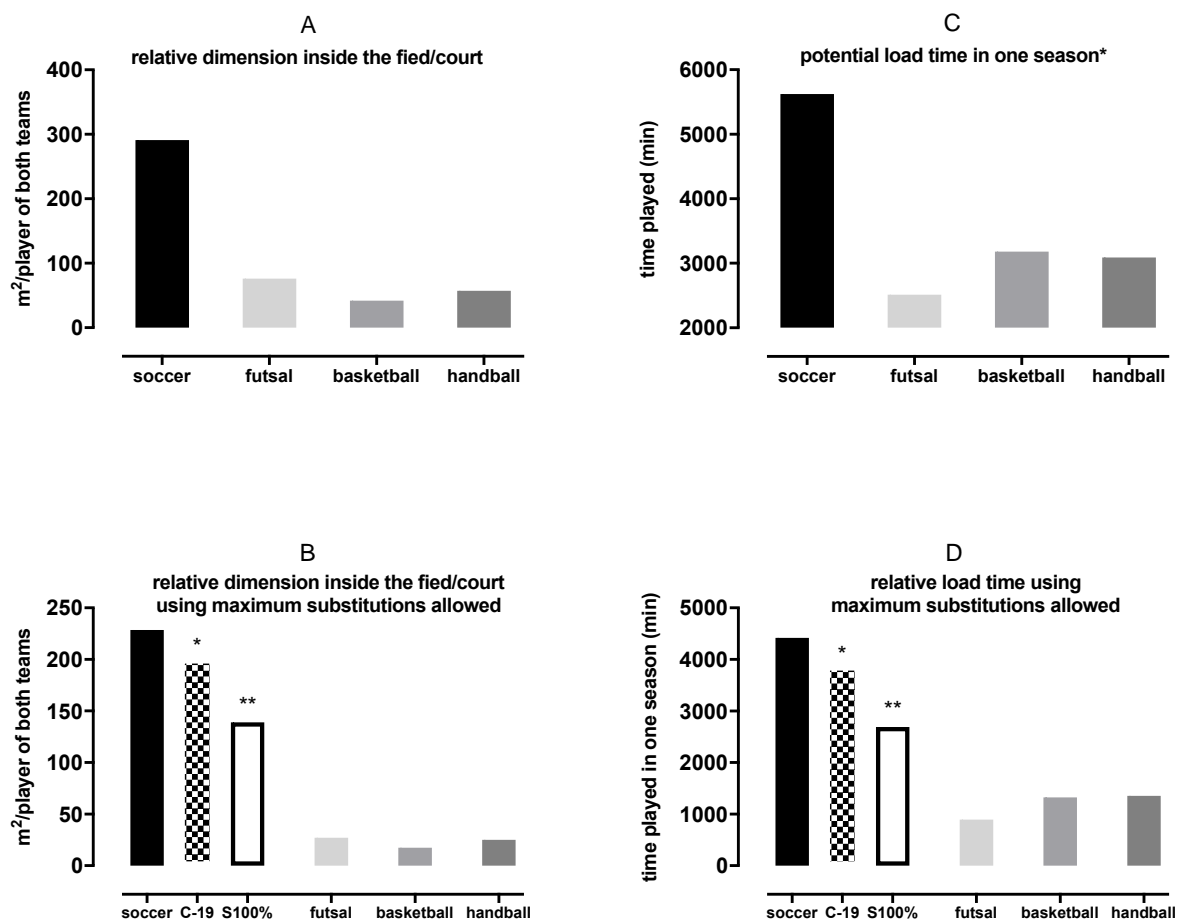 A
relative dimension inside the fied/court
m²/player of both teams
400
300
200
100
0
soccer futsal basketball handball
C
potential load time in one season*
time played (min)
6000
5000
4000
3000
2000
soccer futsal basketball handball
B
relative dimension inside the fied/court
using maximum substitutions allowed
m²/player of both teams
250
200
150
100
50
0
*
**
soccer C-19 S100% futsal basketball handball
D
relative load time using
maximum substitutions allowed
time played in one season (min)
5000
4000
3000
2000
1000
0
*
**
soccer C-19 S100% futsal basketball handball